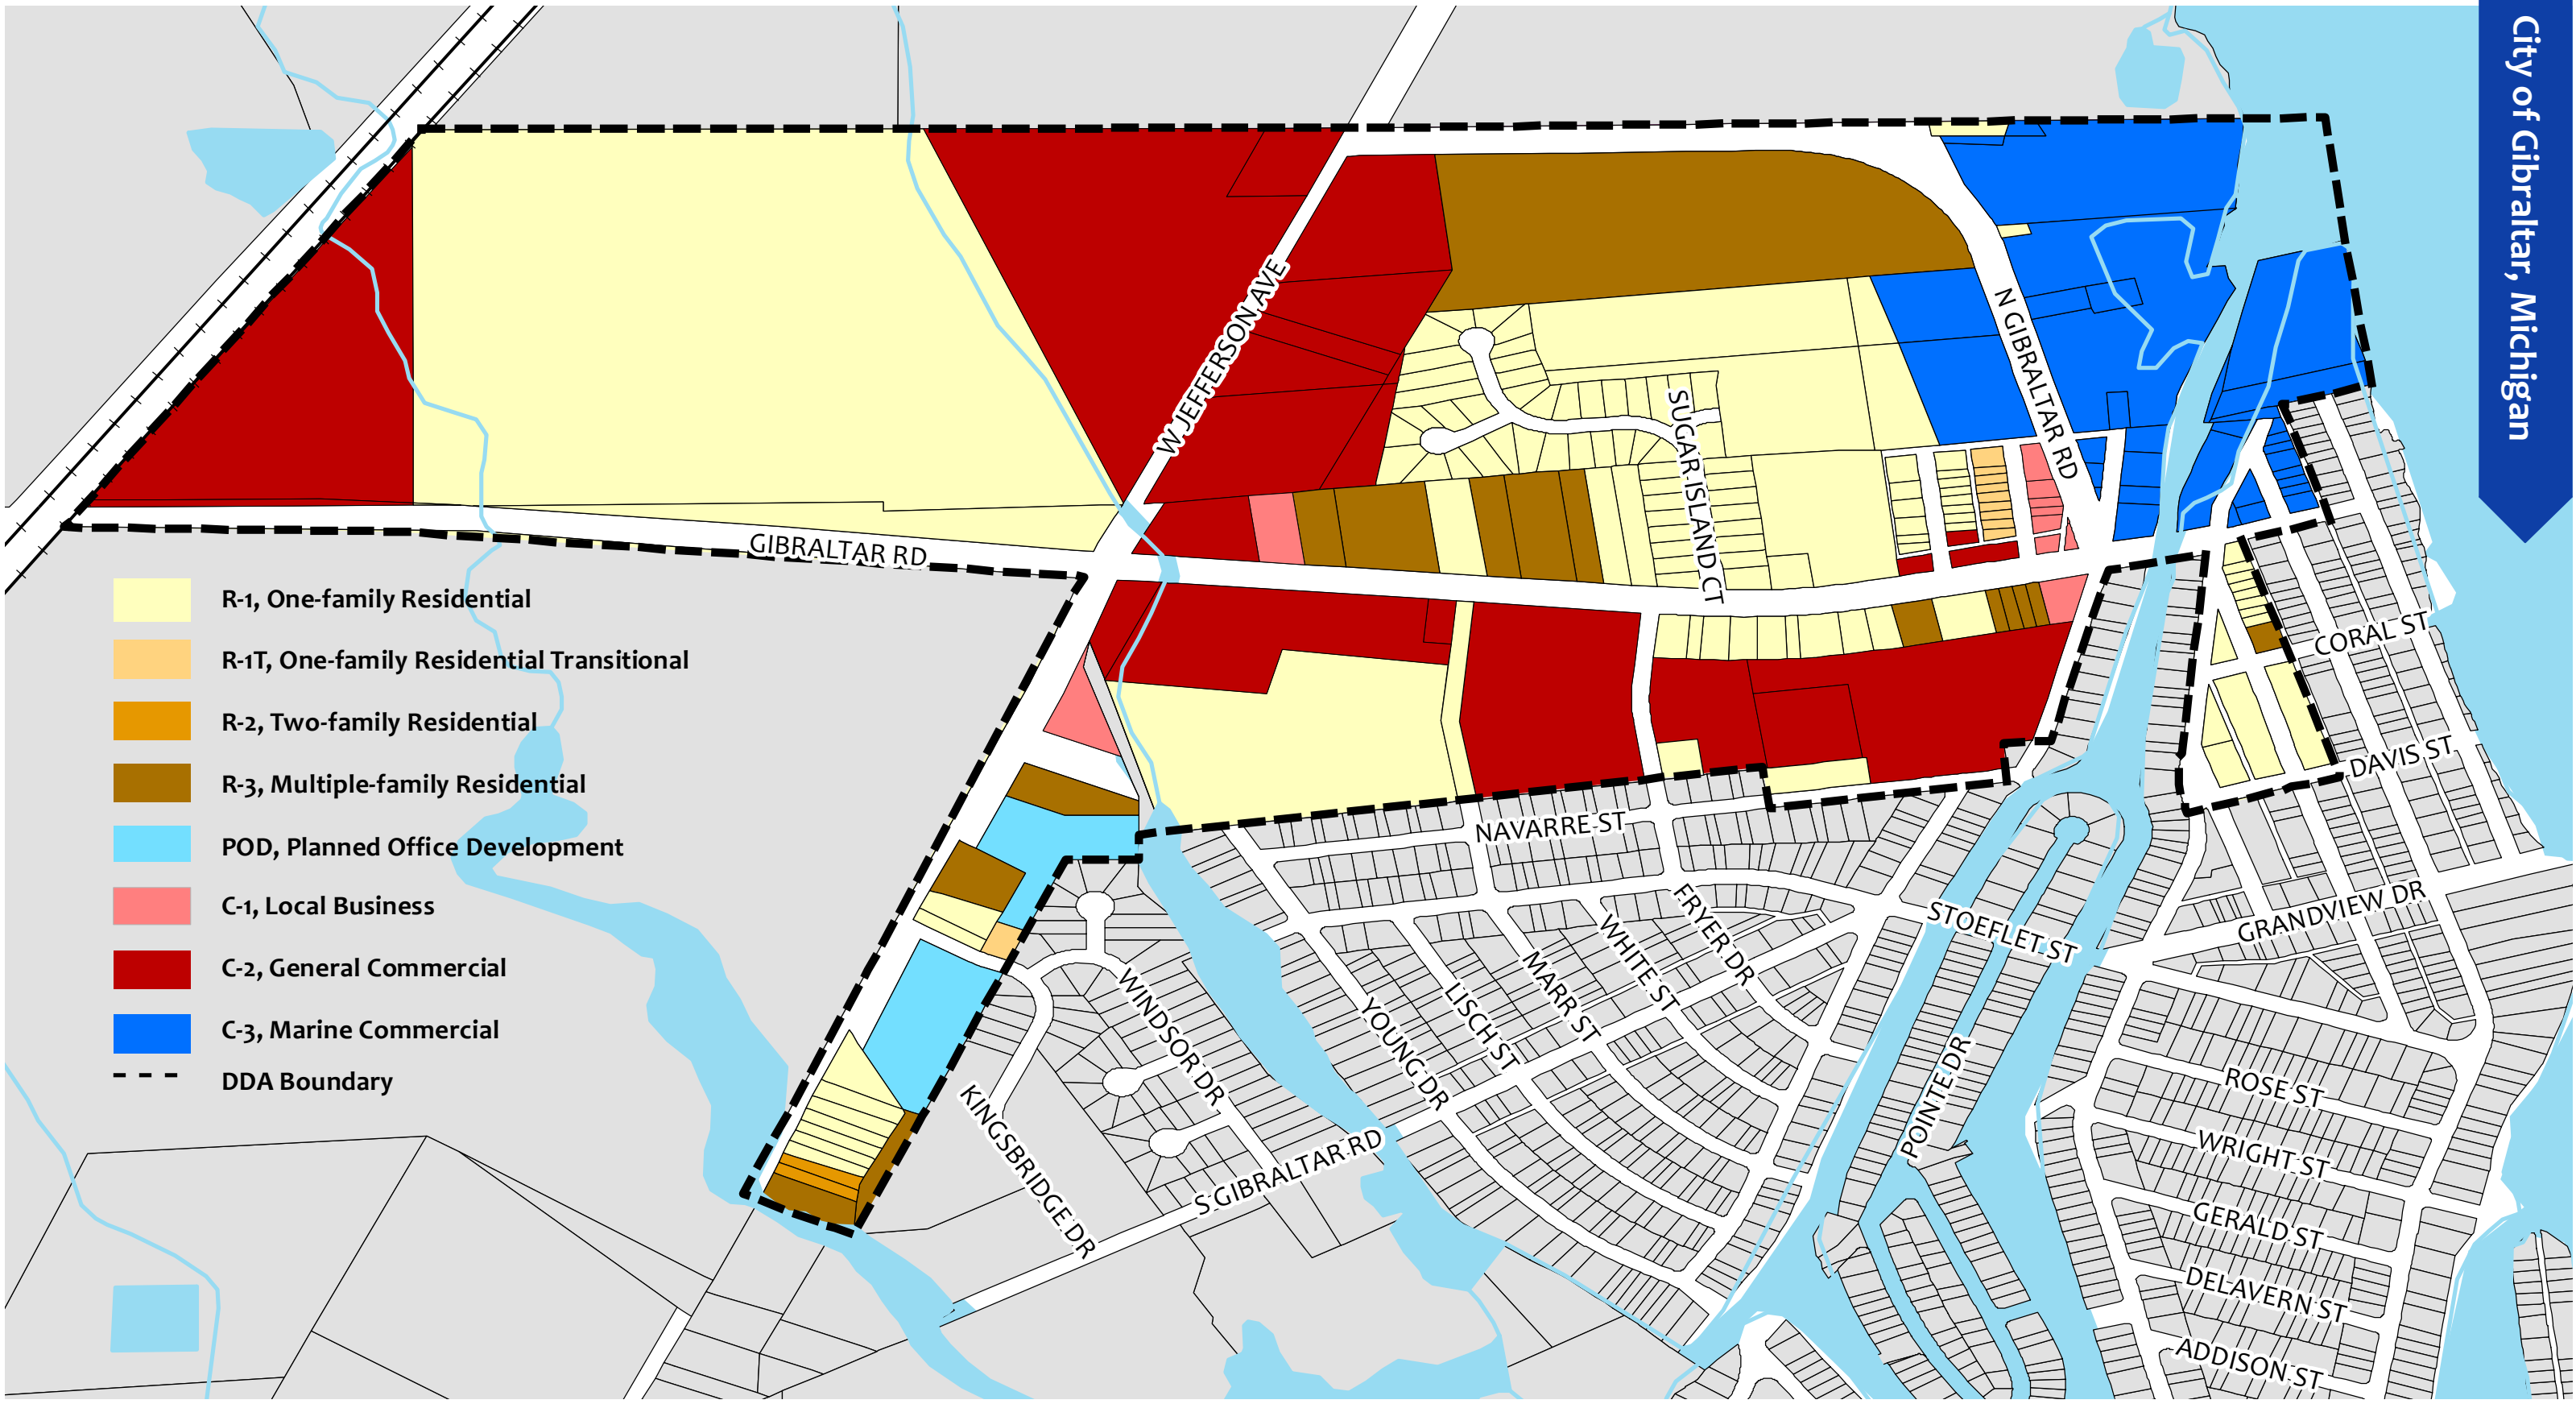 City of Gibraltar, Michigan
W JEFFERSON AVE
N GIBRALTAR RD
SUGAR ISLAND CT
GIBRALTAR RD
R-1, One-family Residential
R-1T, One-family Residential Transitional
R-2, Two-family Residential
R-3, Multiple-family Residential
POD, Planned Office Development
C-1, Local Business
C-2, General Commercial
C-3, Marine Commercial
DDA Boundary
CORAL ST
DAVIS ST
NAVARRE ST
GRANDVIEW DR
STOEFLET ST
FRYER DR
WHITE ST
MARR ST
LISCH ST
YOUNG DR
WINDSOR DR
KINGSBRIDGE DR
S GIBRALTAR RD
POINTE DR
ROSE ST
WRIGHT ST
GERALD ST
DELAVERN ST
ADDISON ST